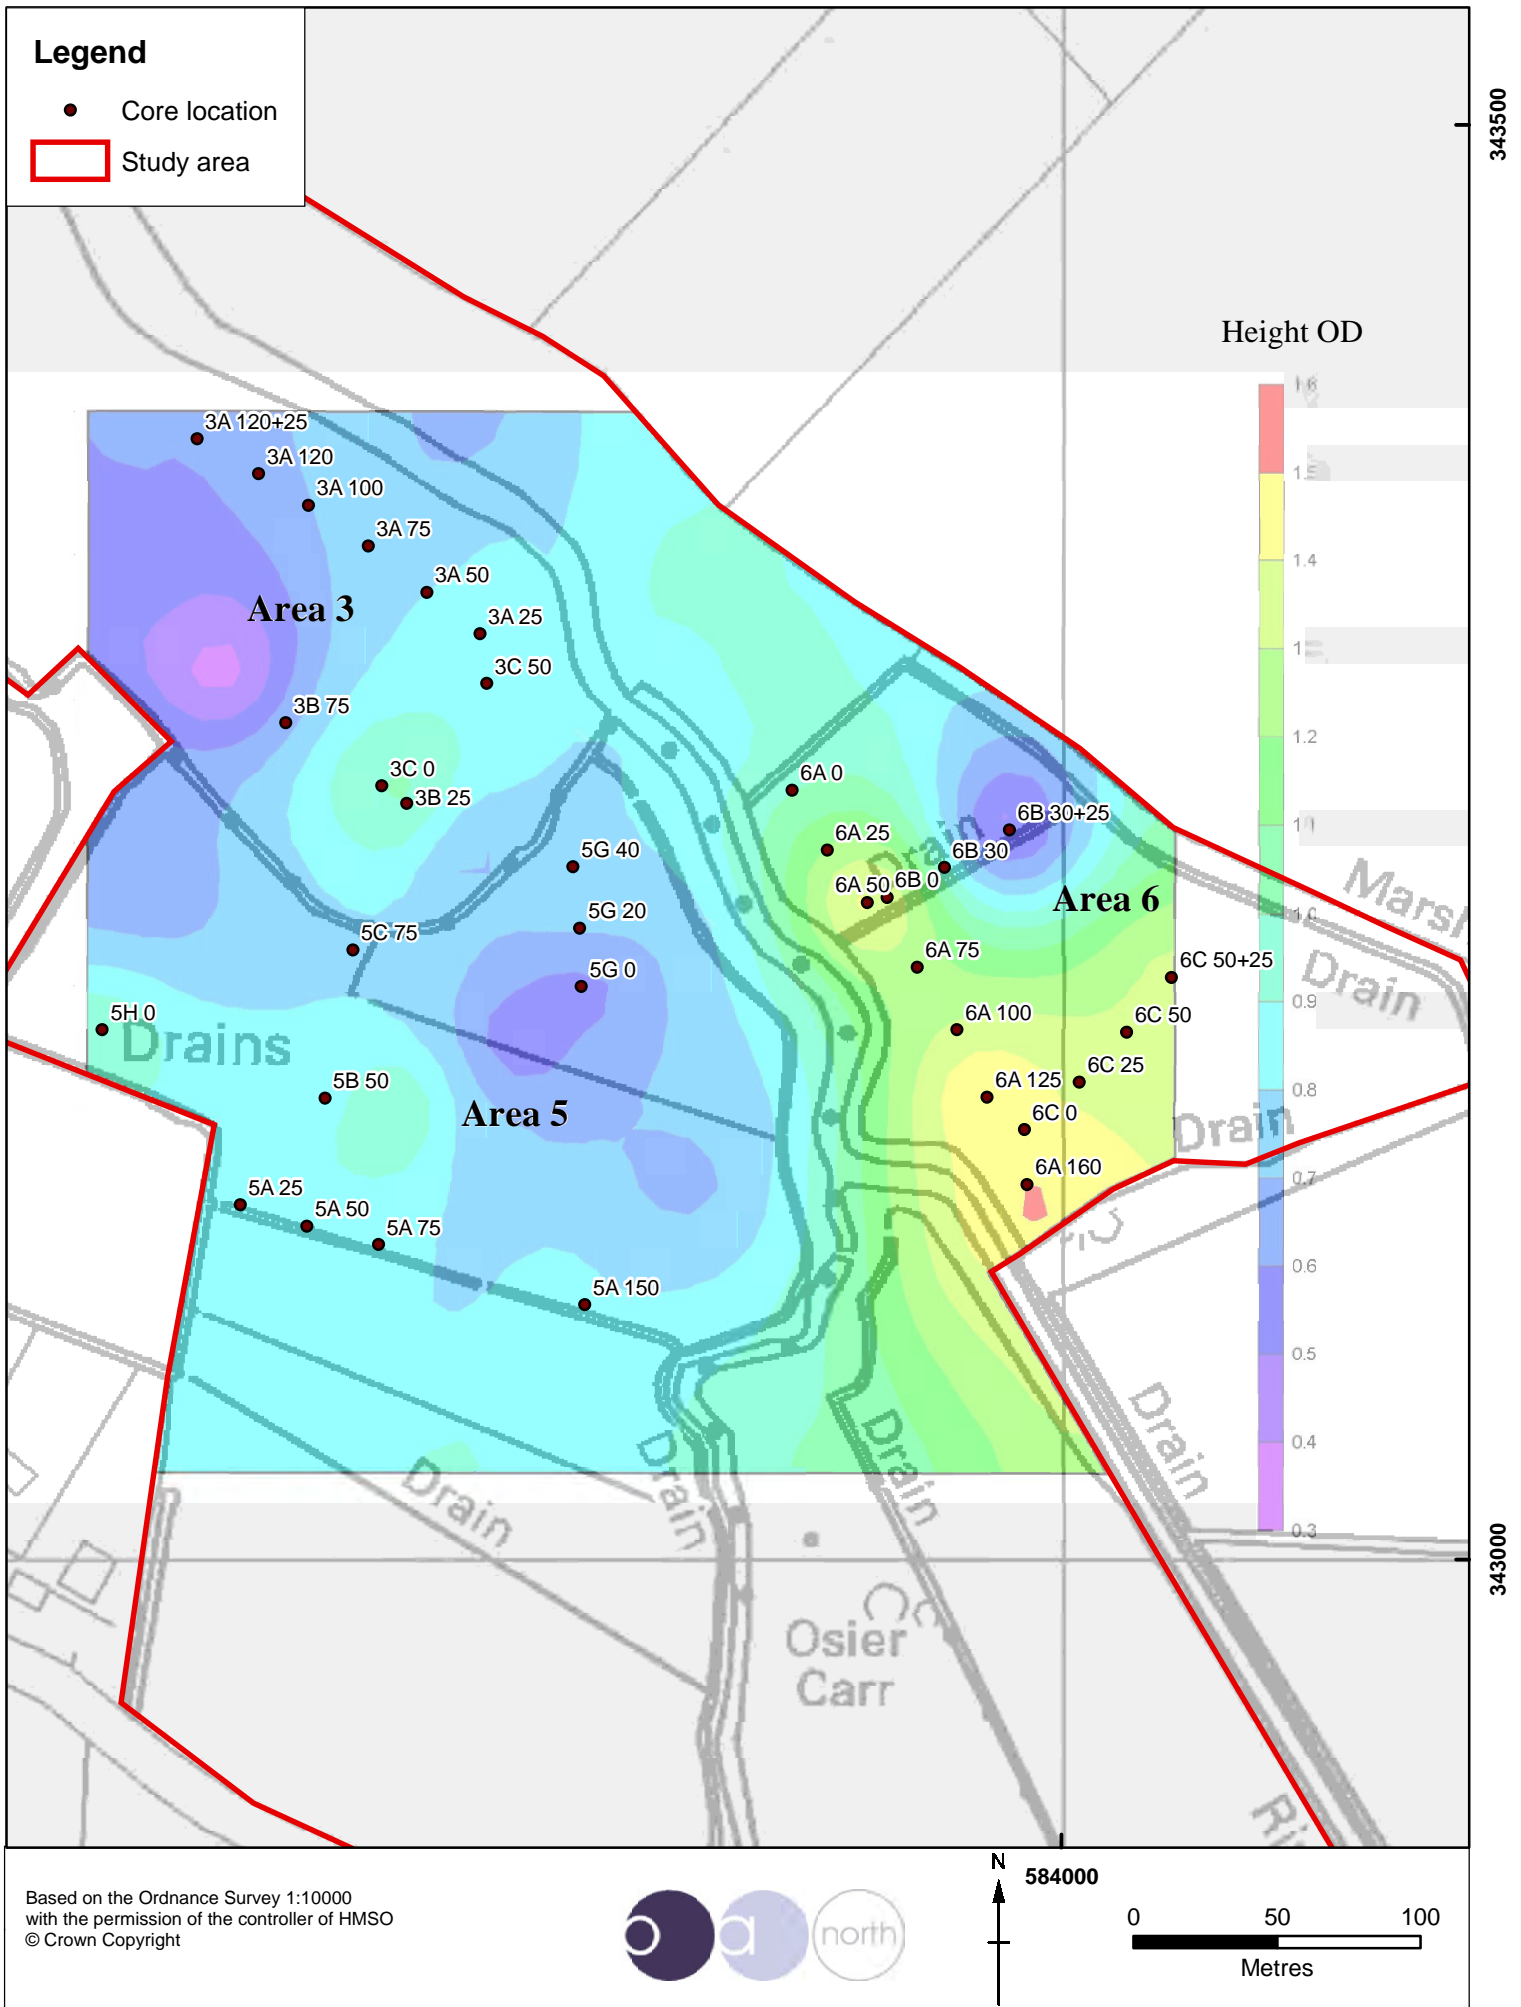 Legend
Core location
Study area
343500
Height OD
1.6
1.5
1.4
1.2
1.0
0.9
0.8
0.7
0.6
0.5
0.4
0.3
3A 120+25
3A 120
3A 100
3A 75
3A 50
Area 3
3A 25
3C 50
3B 75
3C 0
3B 25
6A 0
6A 25
Drain
6B 30+25
6B 30
6A 50
6B 0
Area 6
Marsh
Drain
5G 40
5G 20
5C 75
5G 0
6A 75
6C 50+25
5H 0
Drains
6A 100
6C 50
5B 50
Area 5
6A 125
6C 25
6C 0
Drain
6A 160
5A 25
5A 50
5A 75
5A 150
Drain
Drain
Drain
Drain
343000
Osier
Carr
Based on the Ordnance Survey 1:10000
with the permission of the controller of HMSO
© Crown Copyright
oa north
N
584000
0 50 100
Metres